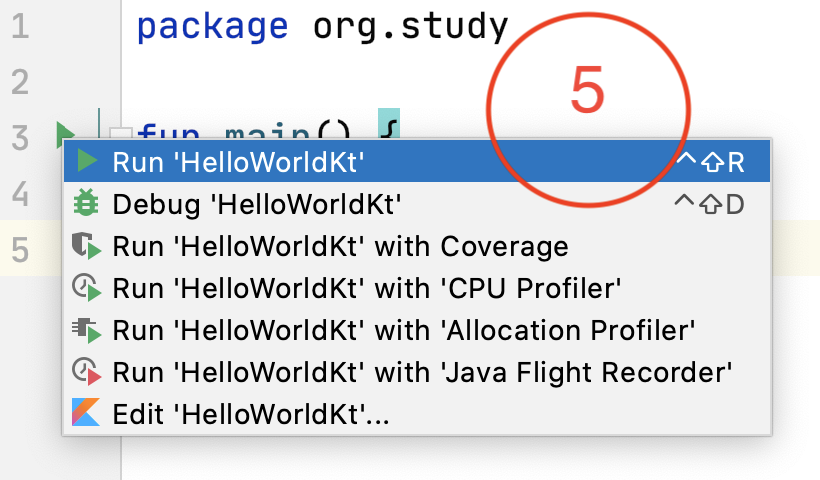 1 package org.study
2
5
3 fun main() {
Run 'HelloWorldKt' ^⇧R
4
Debug 'HelloWorldKt' ^⇧D
5
Run 'HelloWorldKt' with Coverage
Run 'HelloWorldKt' with 'CPU Profiler'
Run 'HelloWorldKt' with 'Allocation Profiler'
Run 'HelloWorldKt' with 'Java Flight Recorder'
Edit 'HelloWorldKt'...